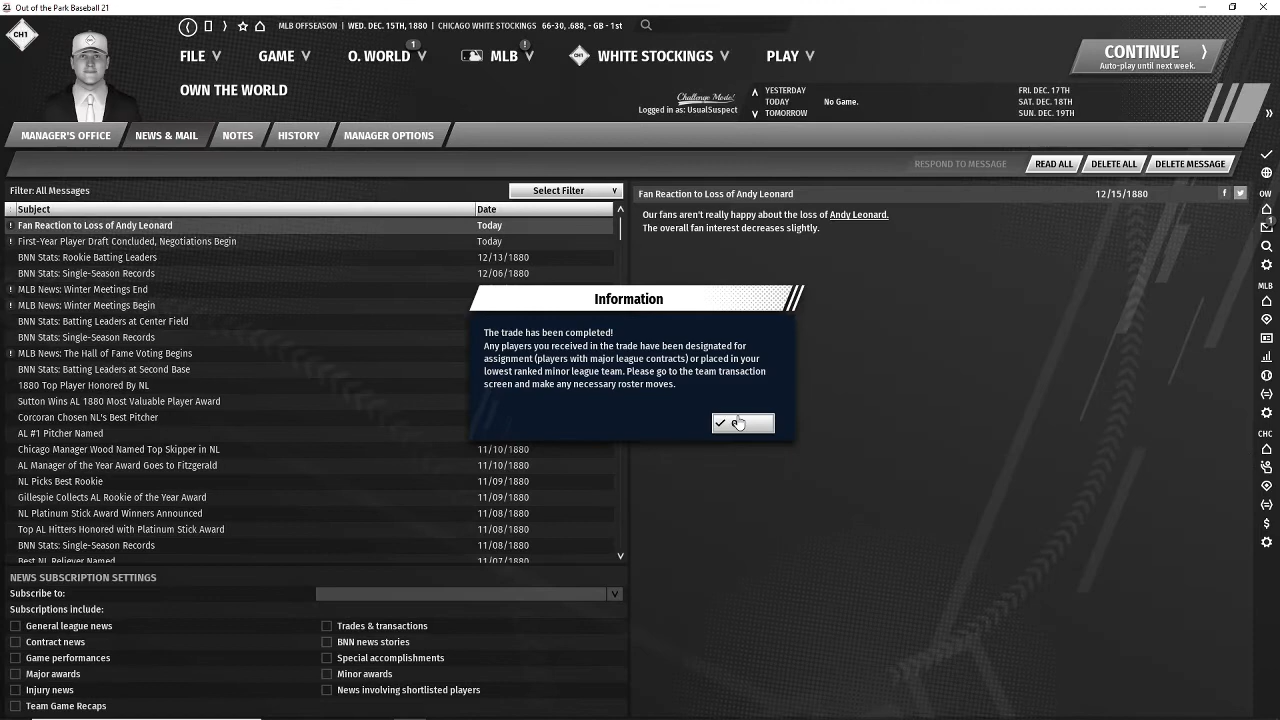 Out of the Park Baseball 21
CH1
MLB OFFSEASON | WED. DEC. 15TH, 1880 | CHICAGO WHITE STOCKINGS 66-30, .688, - GB - 1st
FILE GAME O. WORLD 1 MLB ! CH1 WHITE STOCKINGS PLAY
CONTINUE
Auto-play until next week.
OWN THE WORLD
Challenge Mode!
Logged in as: UsualSuspect
YESTERDAY
TODAY No Game.
TOMORROW
FRI. DEC. 17TH
SAT. DEC. 18TH
SUN. DEC. 19TH
MANAGER'S OFFICE NEWS & MAIL NOTES HISTORY MANAGER OPTIONS
RESPOND TO MESSAGE READ ALL DELETE ALL DELETE MESSAGE
Filter: All Messages Select Filter
Subject Date
! Fan Reaction to Loss of Andy Leonard Today
! First-Year Player Draft Concluded, Negotiations Begin Today
BNN Stats: Rookie Batting Leaders 12/13/1880
BNN Stats: Single-Season Records 12/06/1880
! MLB News: Winter Meetings End
! MLB News: Winter Meetings Begin
BNN Stats: Batting Leaders at Center Field
BNN Stats: Single-Season Records
! MLB News: The Hall of Fame Voting Begins
BNN Stats: Batting Leaders at Second Base
1880 Top Player Honored By NL
Sutton Wins AL 1880 Most Valuable Player Award
Corcoran Chosen NL's Best Pitcher
AL #1 Pitcher Named
Chicago Manager Wood Named Top Skipper in NL 11/10/1880
AL Manager of the Year Award Goes to Fitzgerald 11/10/1880
NL Picks Best Rookie 11/09/1880
Gillespie Collects AL Rookie of the Year Award 11/09/1880
NL Platinum Stick Award Winners Announced 11/08/1880
Top AL Hitters Honored with Platinum Stick Award 11/08/1880
BNN Stats: Single-Season Records 11/08/1880
Best NL Reliever Named 11/07/1880
Fan Reaction to Loss of Andy Leonard 12/15/1880
Our fans aren't really happy about the loss of Andy Leonard.
The overall fan interest decreases slightly.
Information
The trade has been completed!
Any players you received in the trade have been designated for
assignment (players with major league contracts) or placed in your
lowest ranked minor league team. Please go to the team transaction
screen and make any necessary roster moves.
NEWS SUBSCRIPTION SETTINGS
Subscribe to:
Subscriptions include:
General league news Trades & transactions
Contract news BNN news stories
Game performances Special accomplishments
Major awards Minor awards
Injury news News involving shortlisted players
Team Game Recaps
OW
1
MLB
CHC
$